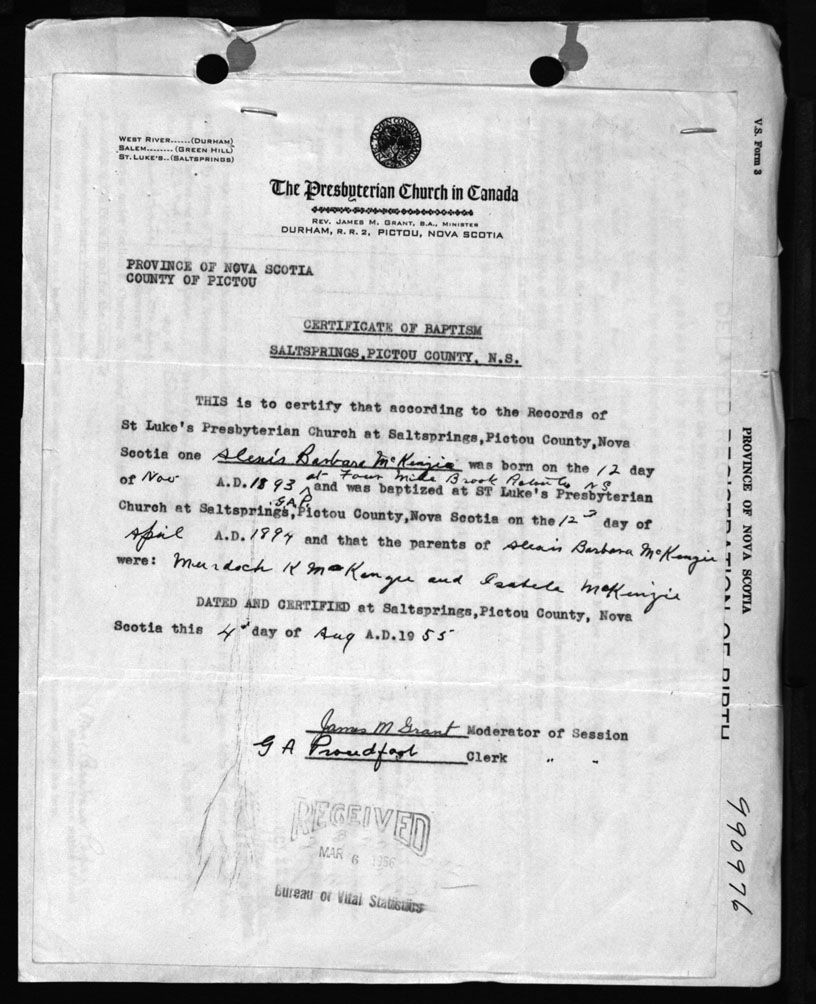 WEST RIVER......(DURHAM)
SALEM........(GREEN HILL)
ST. LUKE'S..(SALTSPRINGS)
The Presbyterian Church in Canada
REV. JAMES M. GRANT, B.A., MINISTER
DURHAM, R. R. 2, PICTOU, NOVA SCOTIA
PROVINCE OF NOVA SCOTIA
COUNTY OF PICTOU
CERTIFICATE OF BAPTISM
SALTSPRINGS,PICTOU COUNTY, N.S.
THIS is to certify that according to the Records of
St Luke's Presbyterian Church at Saltsprings,Pictou County,Nova
Scotia one Alexis Barbara McKenzie was born on the 12 day
at Four Mile Brook NS
of Nov A.D.1893 and was baptized at ST Luke's Presbyterian
GAP
Church at Saltsprings,Pictou County,Nova Scotia on the 12 day of
April A.D.1894 and that the parents of Alexis Barbara McKenzie
were: Murdoch K McKenzie and Isabela McKenzie
DATED AND CERTIFIED at Saltsprings,Pictou County, Nova
Scotia this 4 day of Aug A.D.1955
James M Grant Moderator of Session
G A Proudfoot Clerk " "
RECEIVED
MAR 6 1956
Bureau of Vital Statistics
V.S. Form 3
PROVINCE OF NOVA SCOTIA
DELAYED REGISTRATION OF BIRTH
990976